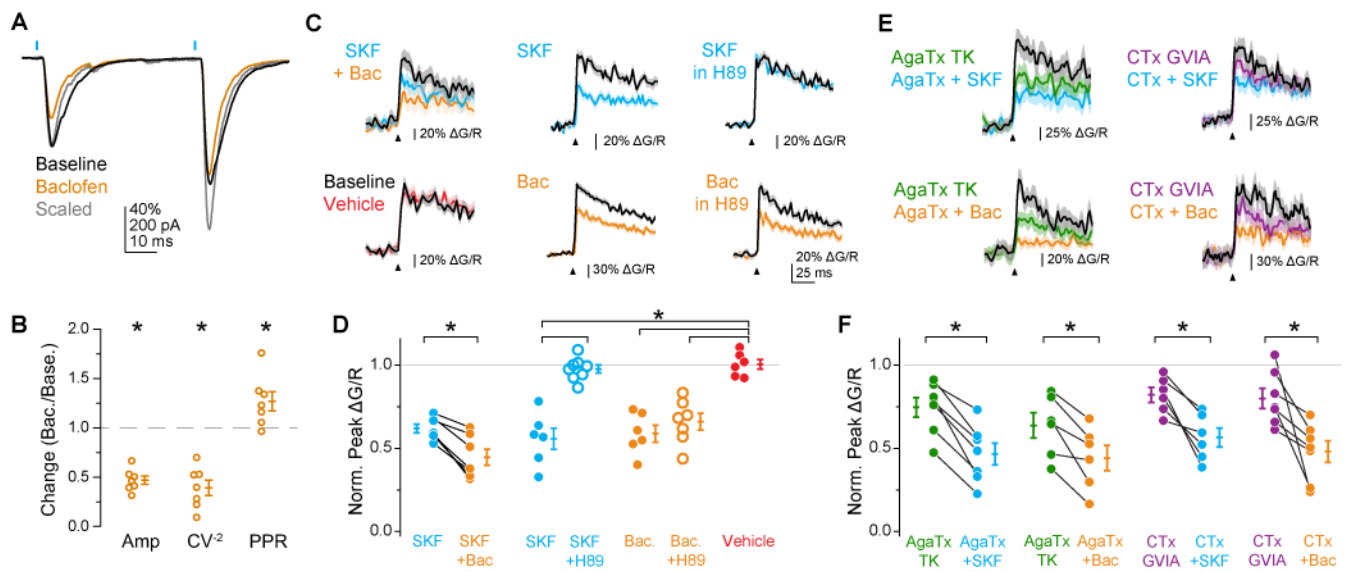 A
Baseline
Baclofen
Scaled
40%
200 pA
10 ms
B
Change (Bac./Base.)
2.0
1.5
1.0
0.5
0.0
*
*
*
Amp
CV-2
PPR
C
SKF
+ Bac
20% ΔG/R
SKF
20% ΔG/R
SKF
in H89
20% ΔG/R
Baseline
Vehicle
20% ΔG/R
Bac
30% ΔG/R
Bac
in H89
20% ΔG/R
25 ms
D
Norm. Peak ΔG/R
1.0
0.5
0.0
*
*
SKF
SKF
+Bac
SKF
SKF
+H89
Bac.
Bac.
+H89
Vehicle
E
AgaTx TK
AgaTx + SKF
25% ΔG/R
CTx GVIA
CTx + SKF
25% ΔG/R
AgaTx TK
AgaTx + Bac
20% ΔG/R
CTx GVIA
CTx + Bac
30% ΔG/R
F
Norm. Peak ΔG/R
1.0
0.5
0.0
*
*
*
*
AgaTx
TK
AgaTx
+SKF
AgaTx
TK
AgaTx
+Bac
CTx
GVIA
CTx
+SKF
CTx
GVIA
CTx
+Bac